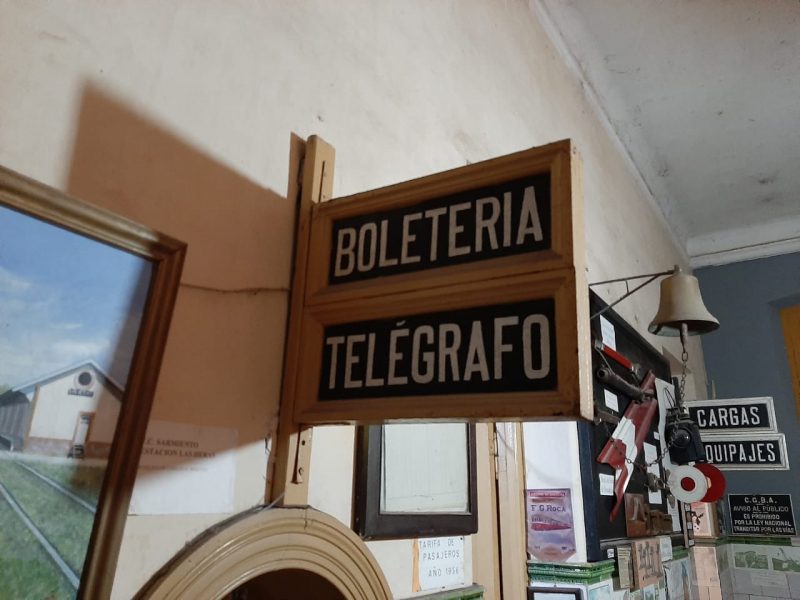 BOLETERIA
TELÉGRAFO
CARGAS
QUIPAJES
C.G.B.A.
AVISO AL PÚBLICO
ES PROHIBIDO
POR LA LEY NACIONAL
TRANSITAR POR LAS VIAS
F G ROCA
TARIFA DE
PASAJEROS
AÑO 1956
.C. SARMIENTO
ESTACION LAS HERAS